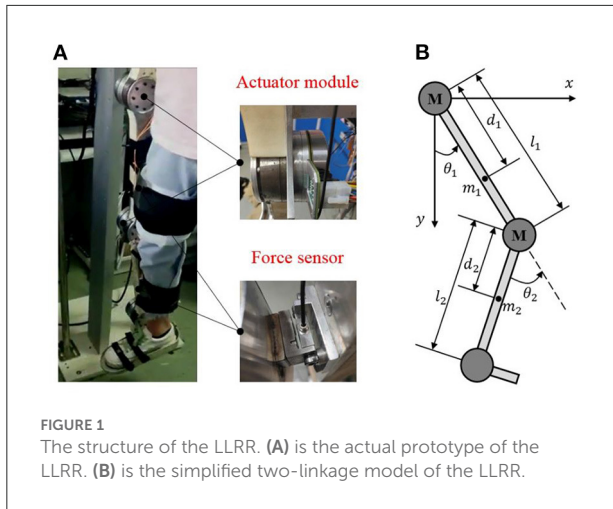 A
B
Actuator module
Force sensor
M
x
d₁
l₁
θ₁
m₁
y
M
d₂
l₂
θ₂
m₂
FIGURE 1
The structure of the LLRR. (A) is the actual prototype of the
LLRR. (B) is the simplified two-linkage model of the LLRR.